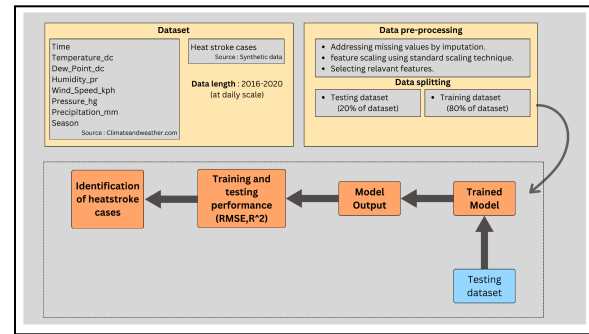 Dataset
Time
Temperature_dc
Dew_Point_dc
Humidity_pr
Wind_Speed_kph
Pressure_hg
Precipitation_mm
Season
Source : Climateandweather.com
Heat stroke cases
Source : Synthetic data
Data length : 2016-2020
(at daily scale)
Data pre-processing
• Addressing missing values by imputation.
• feature scaling using standard scaling technique.
• Selecting relavant features.
Data splitting
• Testing dataset
(20% of dataset)
• Training dataset
(80% of dataset)
Identification
of heatstroke
cases
Training and
testing
performance
(RMSE,R^2)
Model
Output
Trained
Model
Testing
dataset